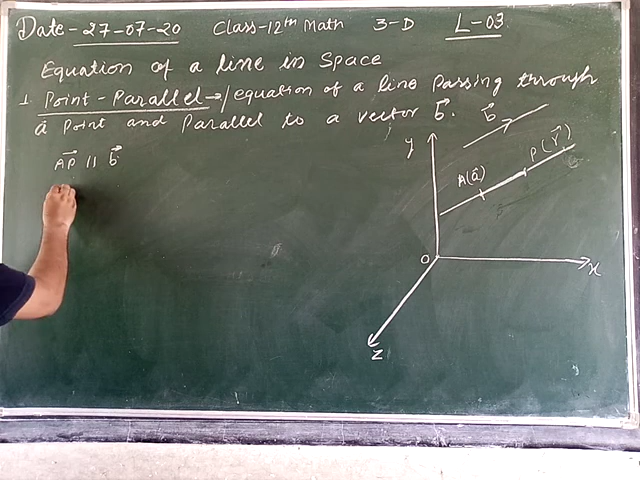 Date - 27-07-20 Class-12th Math 3-D L-03
Equation of a line in Space
1. Point-Parallel →/equation of a line Passing through
a point and Parallel to a vector b⃗.
AP⃗ || b⃗
b⃗
y
A(a⃗)
P(r⃗)
O
x
z